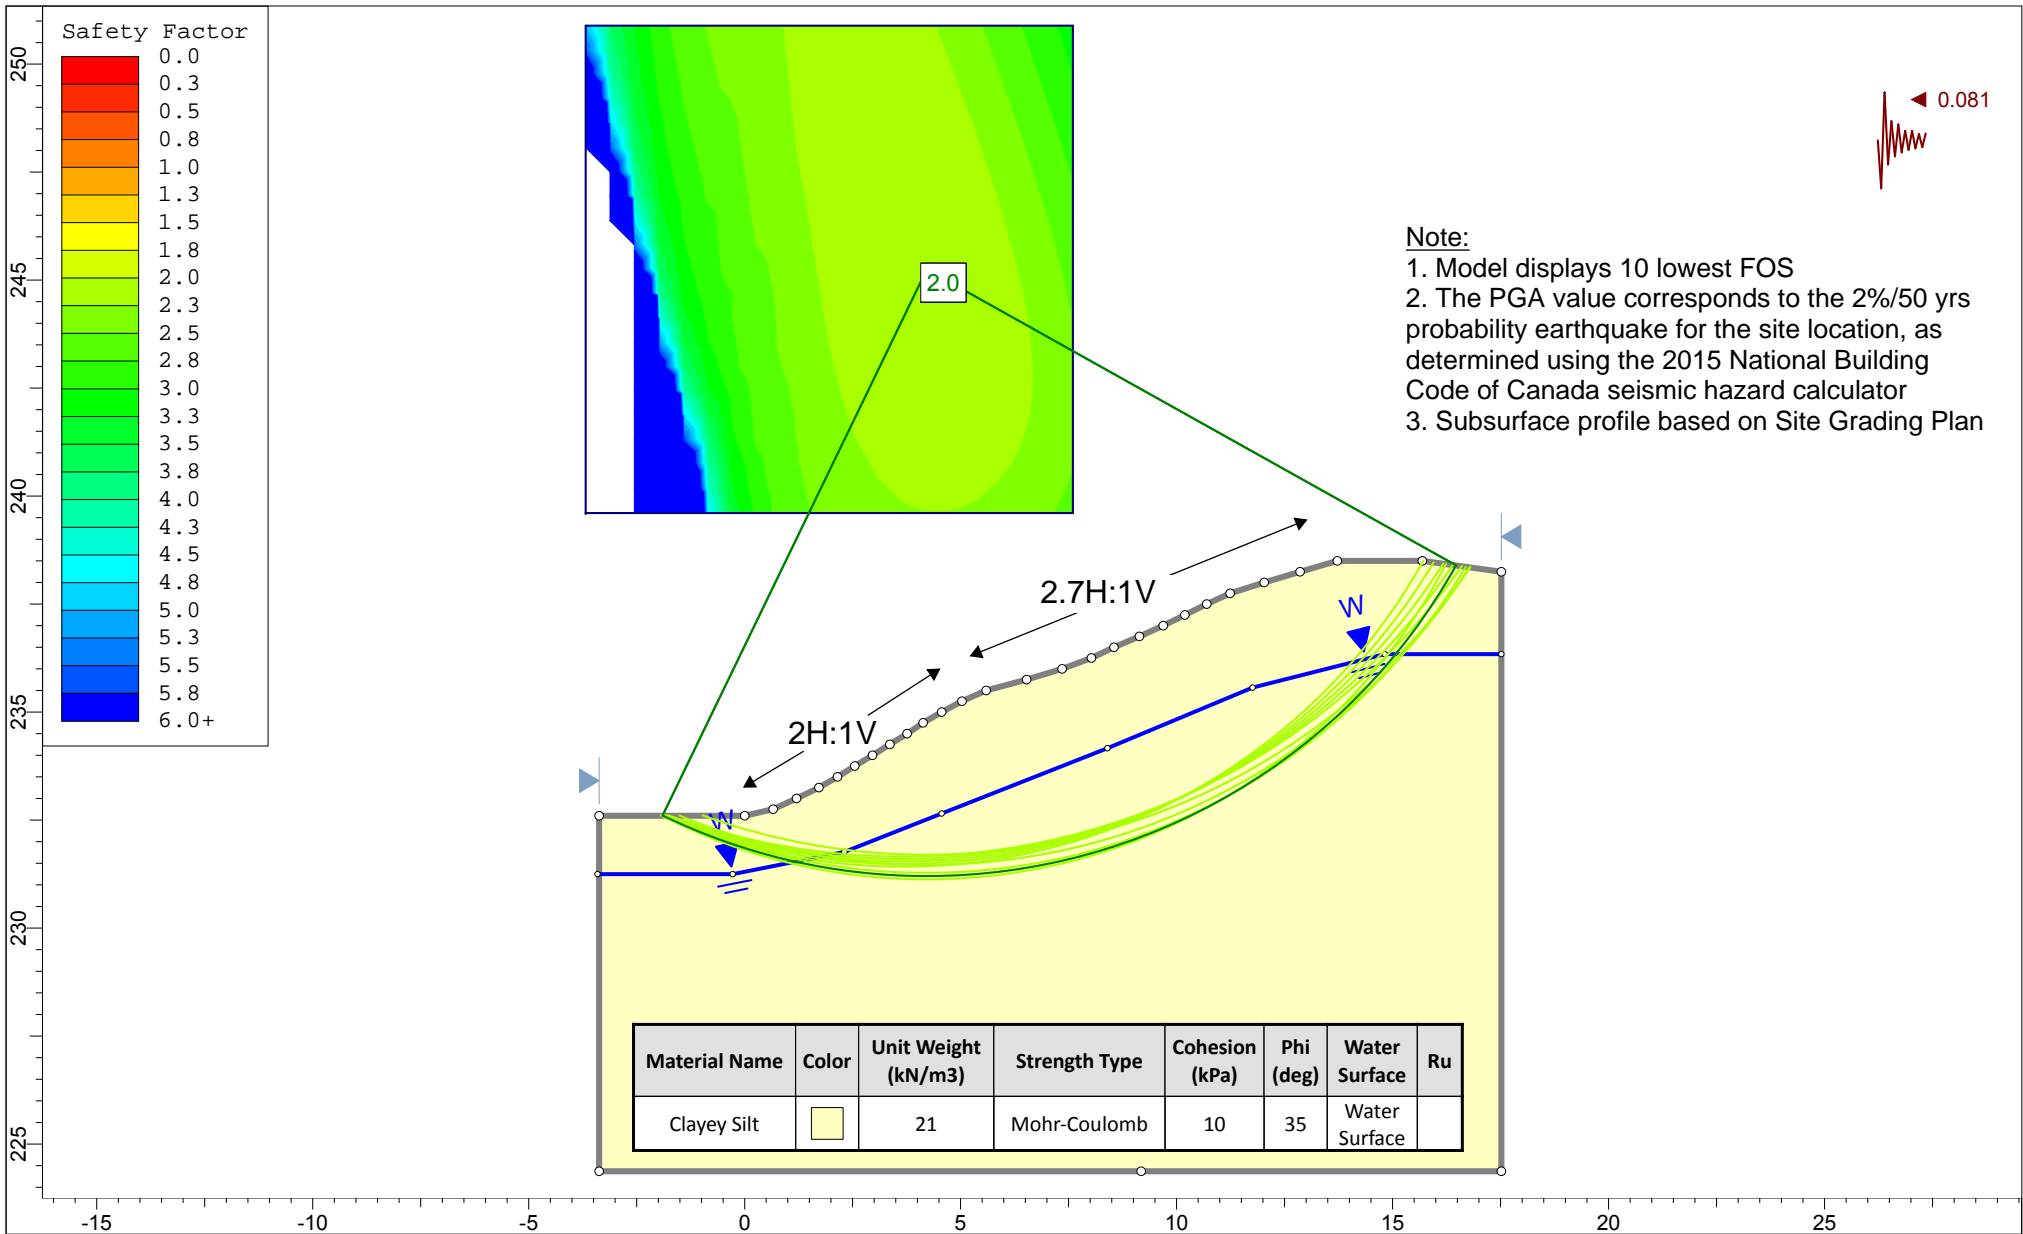 Safety Factor
0.0
0.3
0.5
0.8
1.0
1.3
1.5
1.8
2.0
2.3
2.5
2.8
3.0
3.3
3.5
3.8
4.0
4.3
4.5
4.8
5.0
5.3
5.5
5.8
6.0+
250
245
240
235
230
225
2.0
0.081
Note:
1. Model displays 10 lowest FOS
2. The PGA value corresponds to the 2%/50 yrs
probability earthquake for the site location, as
determined using the 2015 National Building
Code of Canada seismic hazard calculator
3. Subsurface profile based on Site Grading Plan
2.7H:1V
2H:1V
W
W
Material Name Color Unit Weight (kN/m3) Strength Type Cohesion (kPa) Phi (deg) Water Surface Ru
Clayey Silt 21 Mohr-Coulomb 10 35 Water Surface
-15 -10 -5 0 5 10 15 20 25